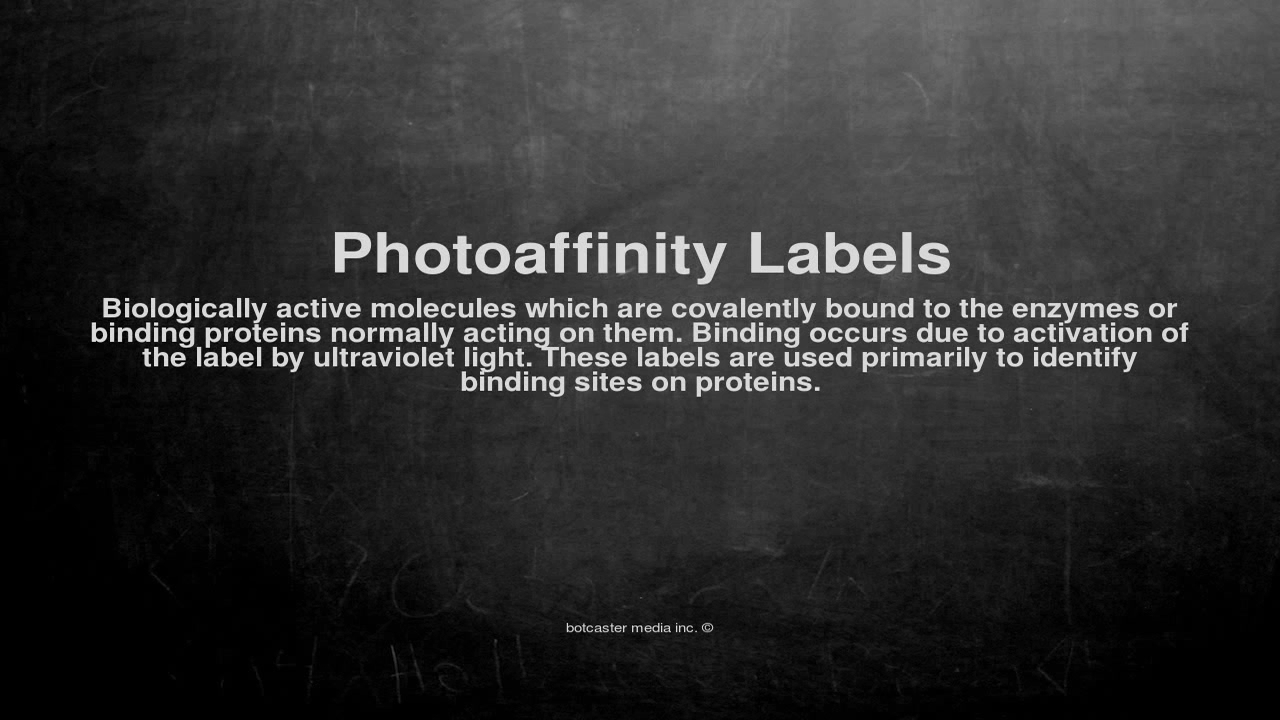 Photoaffinity Labels
Biologically active molecules which are covalently bound to the enzymes or
binding proteins normally acting on them. Binding occurs due to activation of
the label by ultraviolet light. These labels are used primarily to identify
binding sites on proteins.
botcaster media inc. ©